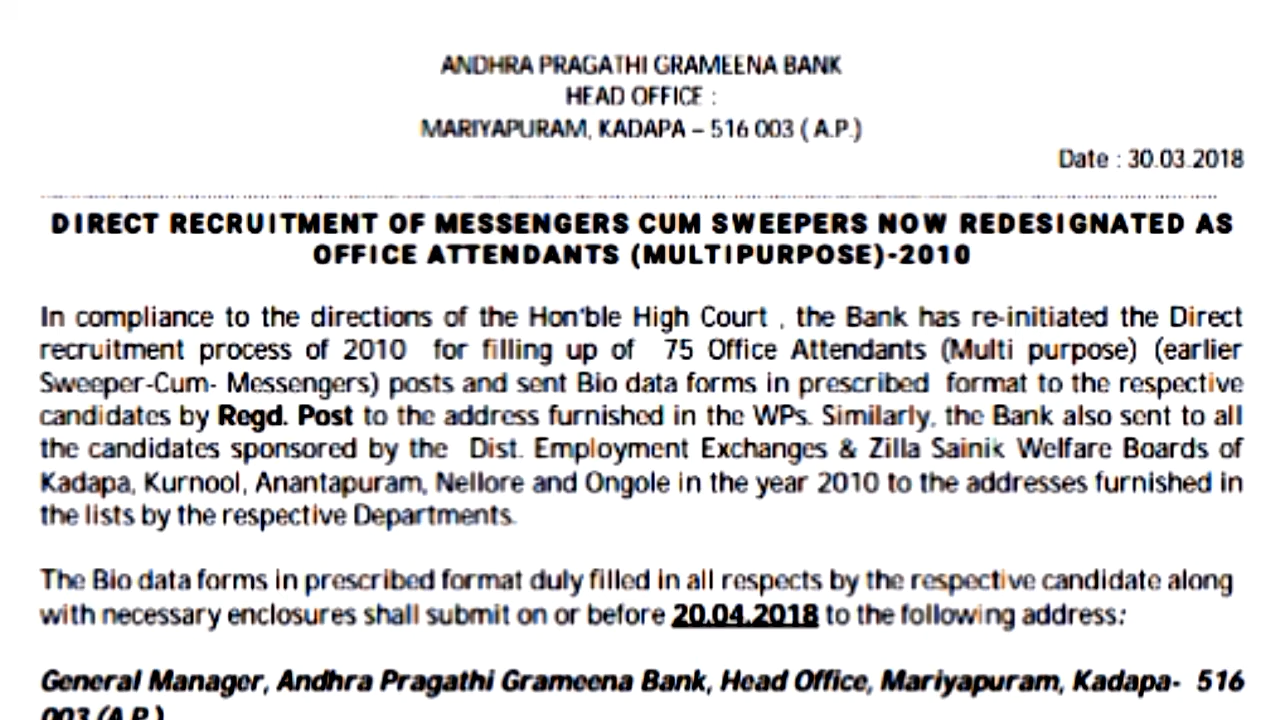 ANDHRA PRAGATHI GRAMEENA BANK
HEAD OFFICE :
MARIYAPURAM, KADAPA – 516 003 ( A.P.)
Date : 30.03.2018
DIRECT RECRUITMENT OF MESSENGERS CUM SWEEPERS NOW REDESIGNATED AS
OFFICE ATTENDANTS (MULTIPURPOSE)-2010
In compliance to the directions of the Hon'ble High Court , the Bank has re-initiated the Direct
recruitment process of 2010 for filling up of 75 Office Attendants (Multi purpose) (earlier
Sweeper-Cum- Messengers) posts and sent Bio data forms in prescribed format to the respective
candidates by Regd. Post to the address furnished in the WPs. Similarly, the Bank also sent to all
the candidates sponsored by the Dist. Employment Exchanges & Zilla Sainik Welfare Boards of
Kadapa, Kurnool, Anantapuram, Nellore and Ongole in the year 2010 to the addresses furnished in
the lists by the respective Departments.
The Bio data forms in prescribed format duly filled in all respects by the respective candidate along
with necessary enclosures shall submit on or before 20.04.2018 to the following address:
General Manager, Andhra Pragathi Grameena Bank, Head Office, Mariyapuram, Kadapa- 516
003 (A.P.)